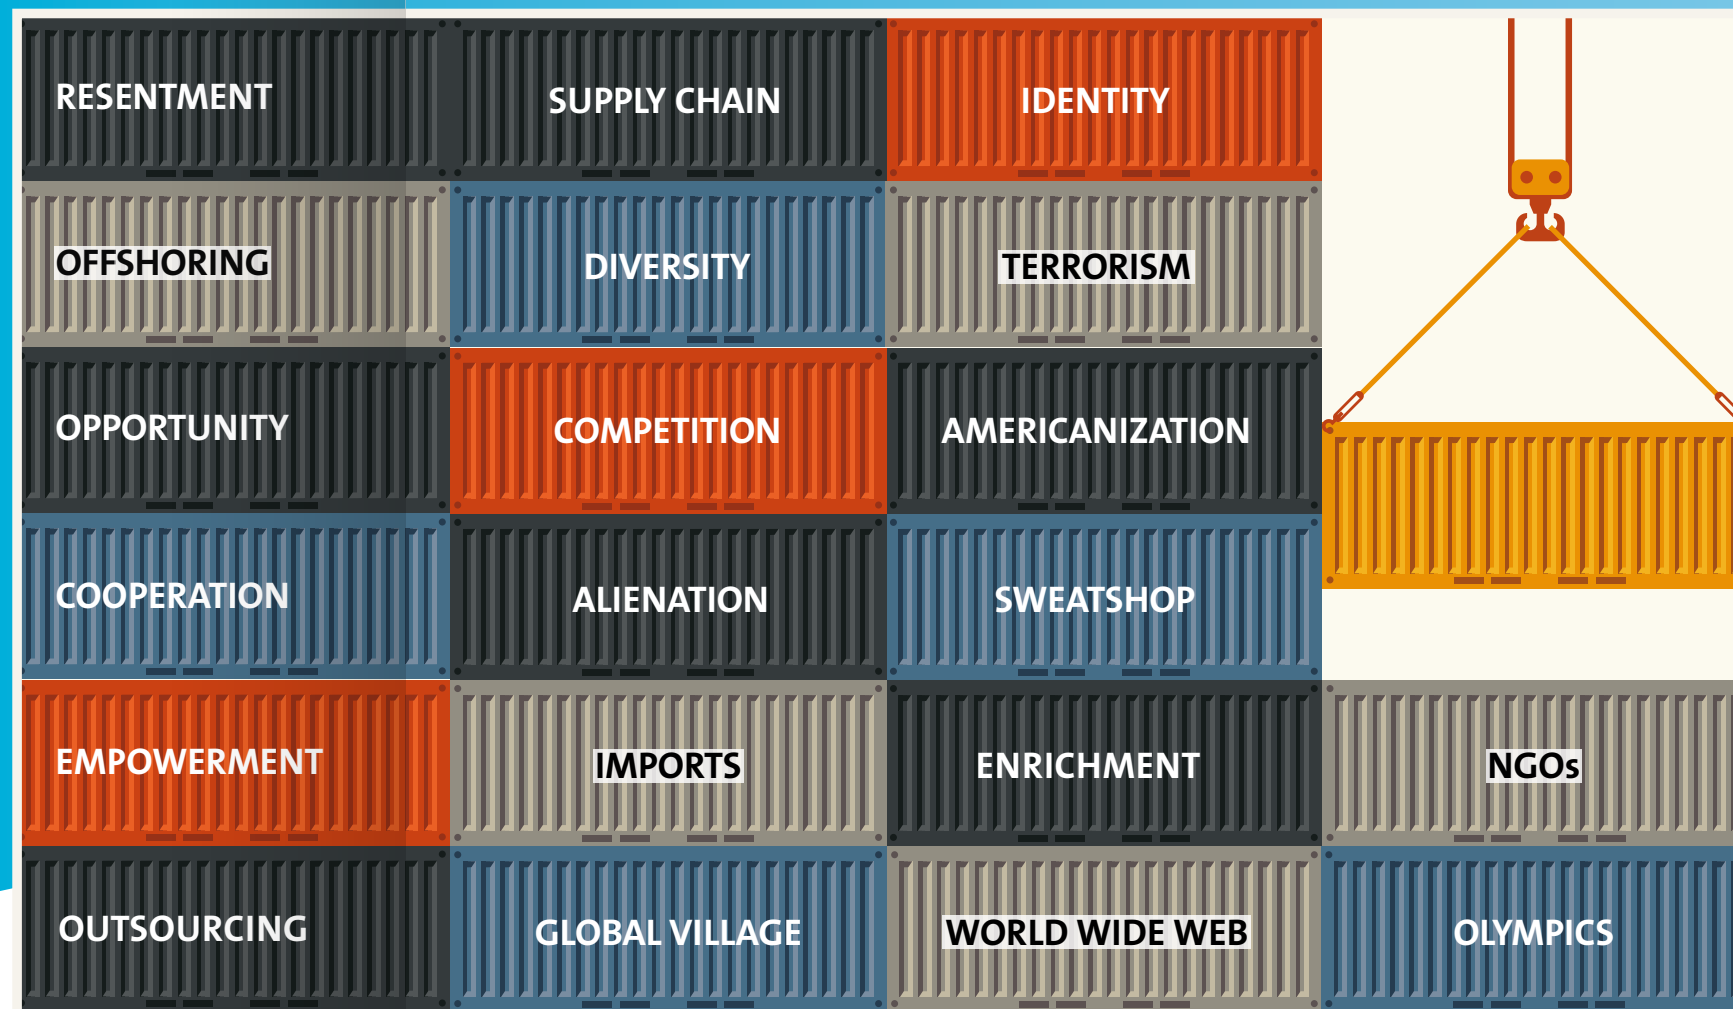 RESENTMENT
SUPPLY CHAIN
IDENTITY
OFFSHORING
DIVERSITY
TERRORISM
OPPORTUNITY
COMPETITION
AMERICANIZATION
COOPERATION
ALIENATION
SWEATSHOP
EMPOWERMENT
IMPORTS
ENRICHMENT
NGOs
OUTSOURCING
GLOBAL VILLAGE
WORLD WIDE WEB
OLYMPICS